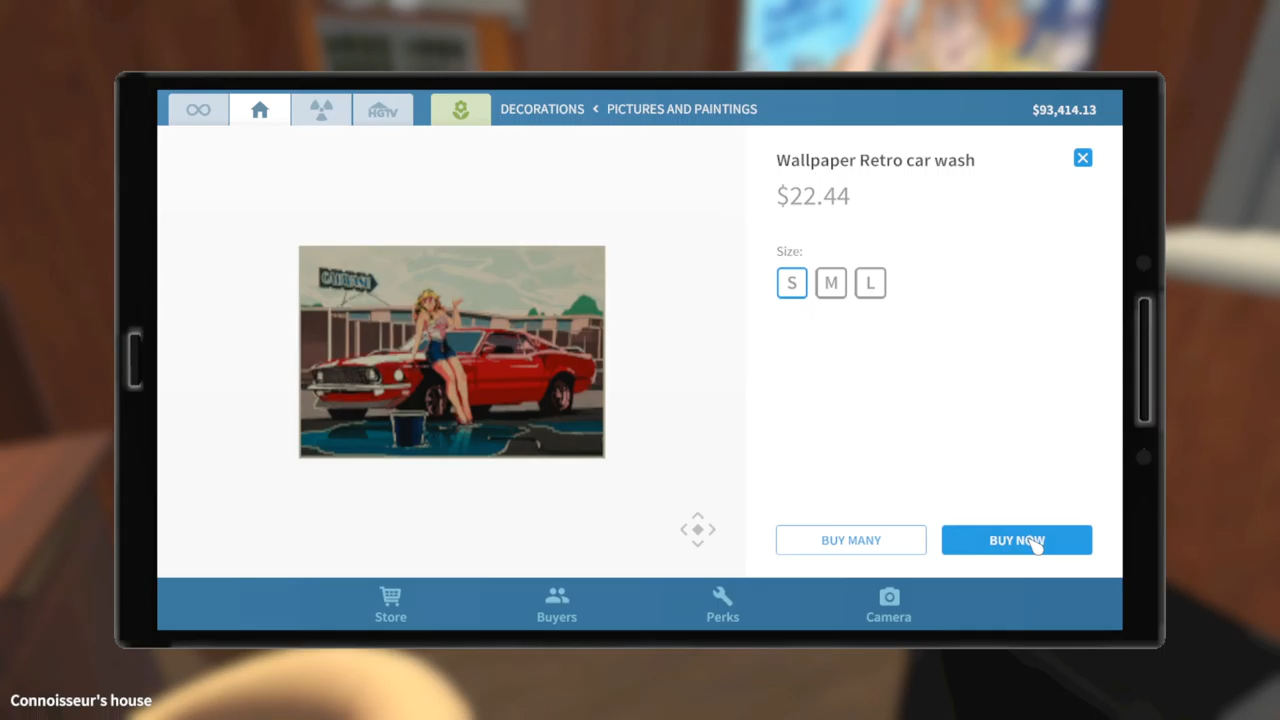 HGTV
DECORATIONS < PICTURES AND PAINTINGS
$93,414.13
Wallpaper Retro car wash
$22.44
Size:
S M L
BUY MANY
BUY NOW
Store
Buyers
Perks
Camera
Connoisseur's house